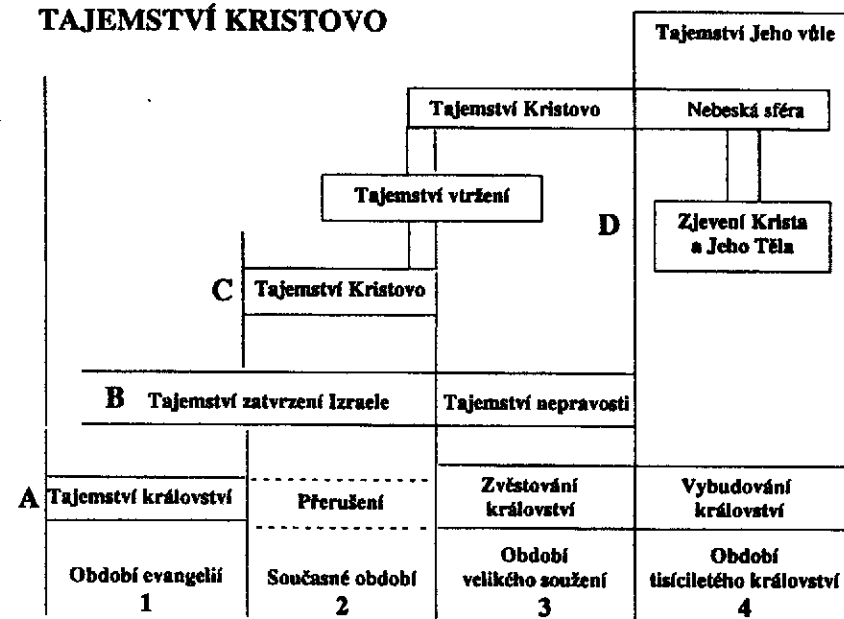 TAJEMSTVÍ KRISTOVO
Tajemství Jeho vůle
Tajemství Kristovo
Nebeská sféra
Tajemství vtržení
D
Zjevení Krista
a Jeho Těla
C
Tajemství Kristovo
B
Tajemství zatvrzení Izraele
Tajemství nepravosti
A
Tajemství království
Přerušení
Zvěstování
království
Vybudování
království
Období evangelií
1
Současné období
2
Období
velikého soužení
3
Období
tisíciletého království
4